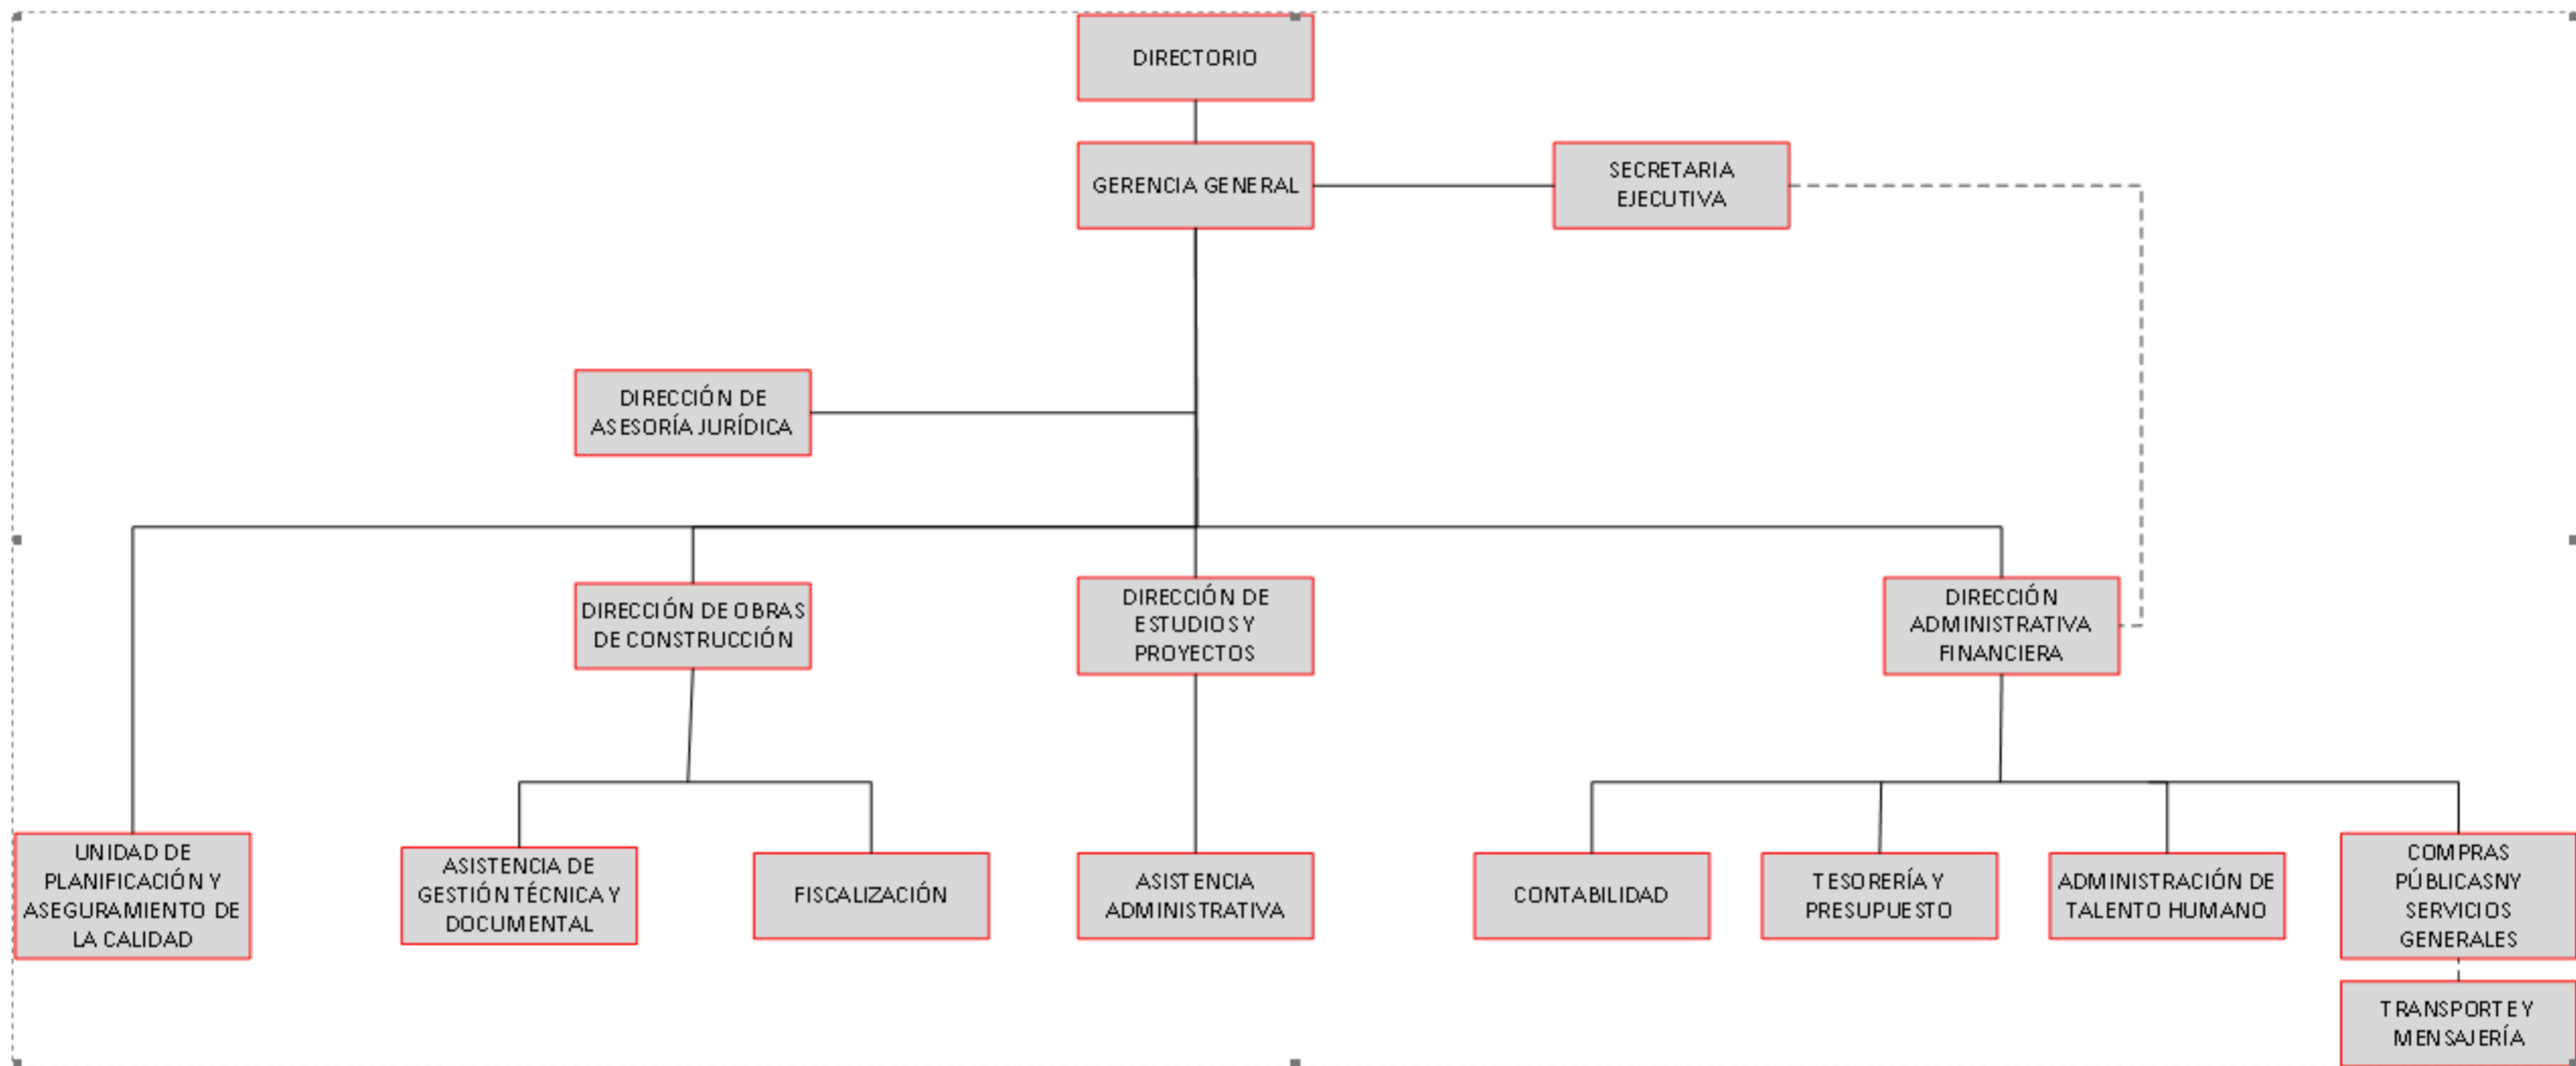 DIRECTORIO
GERENCIA GENERAL
SECRETARIA
EJECUTIVA
DIRECCIÓN DE
ASESORÍA JURÍDICA
DIRECCIÓN DE OBRAS
DE CONSTRUCCIÓN
DIRECCIÓN DE
ESTUDIOS Y
PROYECTOS
DIRECCIÓN
ADMINISTRATIVA
FINANCIERA
UNIDAD DE
PLANIFICACIÓN Y
ASEGURAMIENTO DE
LA CALIDAD
ASISTENCIA DE
GESTIÓN TÉCNICA Y
DOCUMENTAL
FISCALIZACIÓN
ASISTENCIA
ADMINISTRATIVA
CONTABILIDAD
TESORERÍA Y
PRESUPUESTO
ADMINISTRACIÓN DE
TALENTO HUMANO
COMPRAS
PÚBLICASNY
SERVICIOS
GENERALES
TRANSPORTE Y
MENSAJERÍA